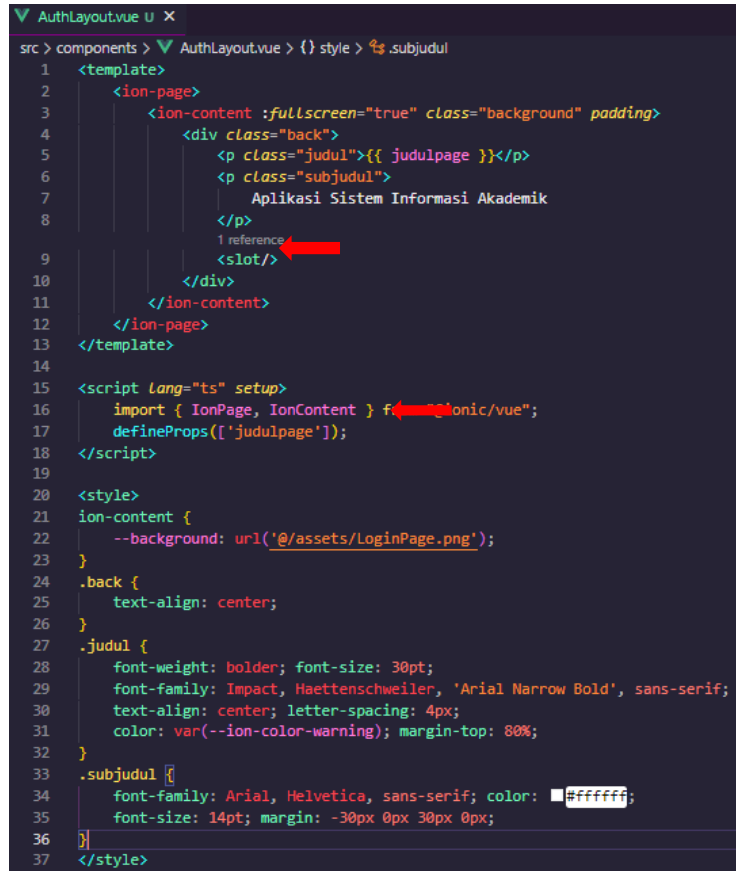 AuthLayout.vue U ×
src > components > AuthLayout.vue > {} style > .subjudul
1 <template>
2 <ion-page>
3 <ion-content :fullscreen="true" class="background" padding>
4 <div class="back">
5 <p class="judul">{{ judulpage }}</p>
6 <p class="subjudul">
7 Aplikasi Sistem Informasi Akademik
8 </p>
1 reference
9 <slot/>
10 </div>
11 </ion-content>
12 </ion-page>
13 </template>
14
15 <script lang="ts" setup>
16 import { IonPage, IonContent } f "@ionic/vue";
17 defineProps(['judulpage']);
18 </script>
19
20 <style>
21 ion-content {
22 --background: url('@/assets/LoginPage.png');
23 }
24 .back {
25 text-align: center;
26 }
27 .judul {
28 font-weight: bolder; font-size: 30pt;
29 font-family: Impact, Haettenschweiler, 'Arial Narrow Bold', sans-serif;
30 text-align: center; letter-spacing: 4px;
31 color: var(--ion-color-warning); margin-top: 80%;
32 }
33 .subjudul {
34 font-family: Arial, Helvetica, sans-serif; color: #ffffff;
35 font-size: 14pt; margin: -30px 0px 30px 0px;
36 }
37 </style>